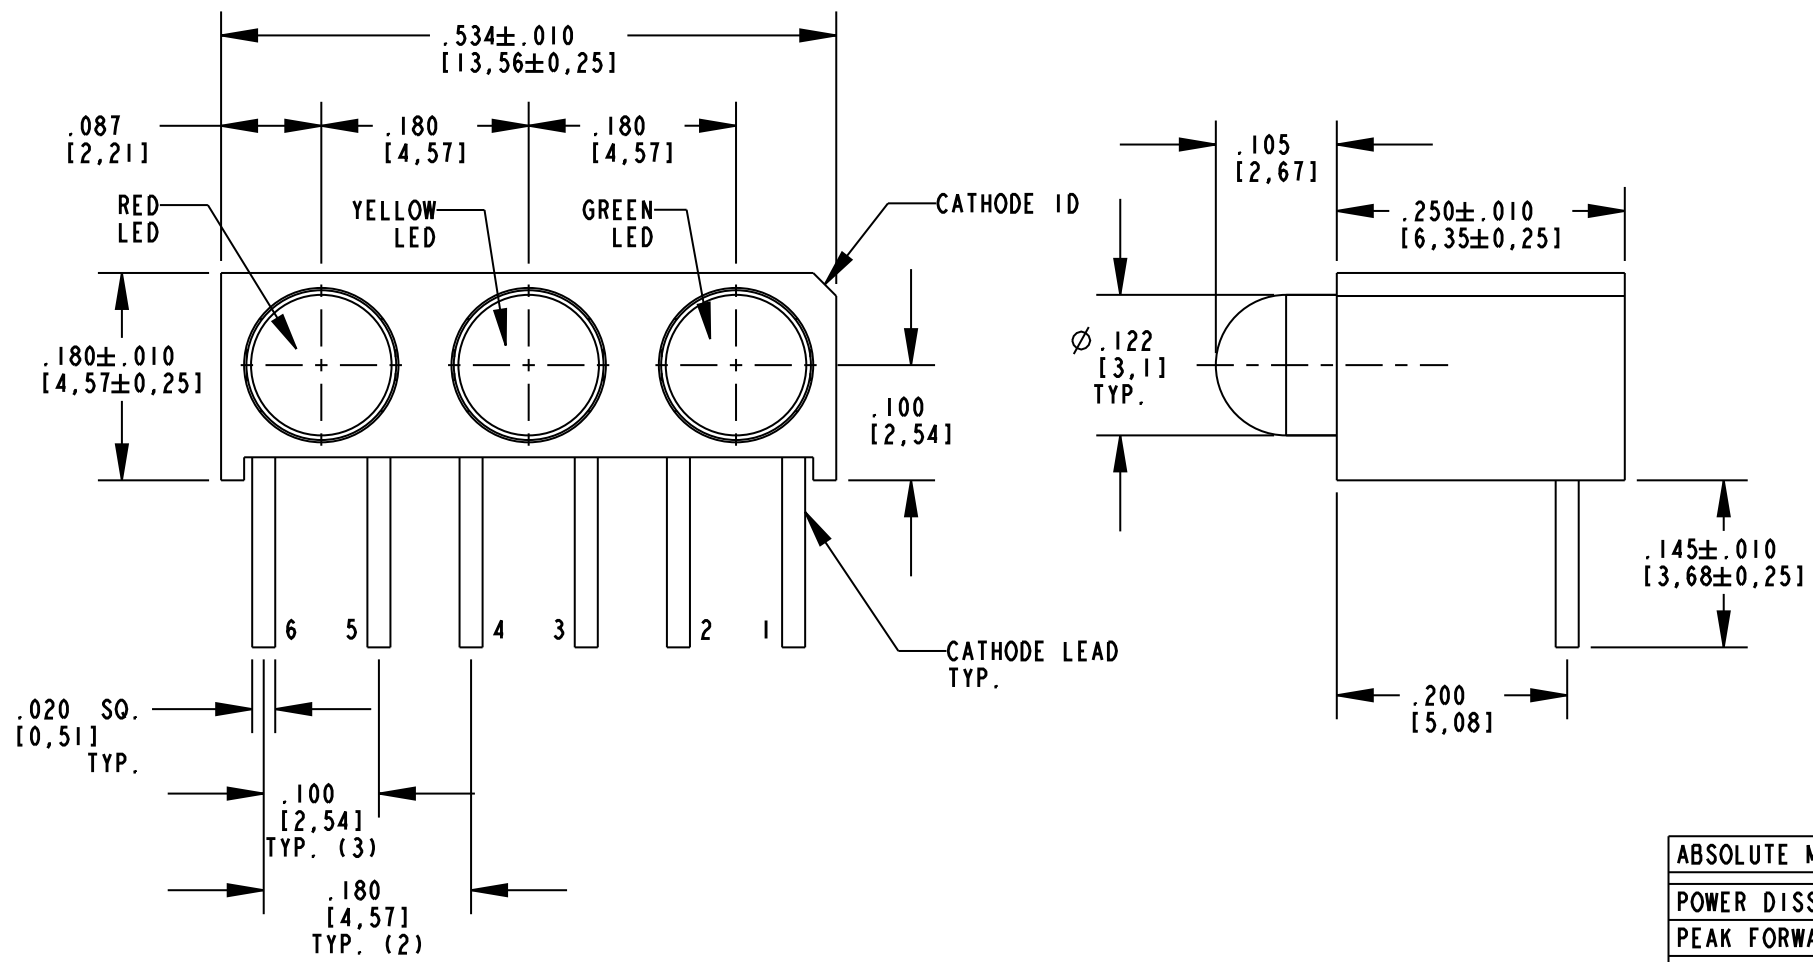 .534±.010
[13,56±0,25]
.087
[2,21]
.180
[4,57]
.180
[4,57]
.105
[2,67]
RED
LED
YELLOW
LED
GREEN
LED
CATHODE ID
.250±.010
[6,35±0,25]
.180±.010
[4,57±0,25]
Ø .122
[3,1]
TYP.
.100
[2,54]
.145±.010
[3,68±0,25]
6 5 4 3 2 1
CATHODE LEAD
TYP.
.020 SQ.
[0,51]
TYP.
.200
[5,08]
.100
[2,54]
TYP. (3)
.180
[4,57]
TYP. (2)
ABSOLUTE
POWER
PEAK